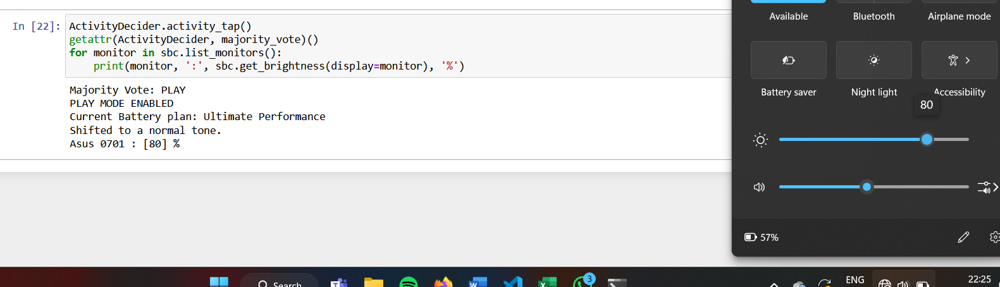 In [22]: ActivityDecider.activity_tap()
getattr(ActivityDecider, majority_vote)()
for monitor in sbc.list_monitors():
    print(monitor, ':', sbc.get_brightness(display=monitor), '%')
Majority Vote: PLAY
PLAY MODE ENABLED
Current Battery plan: Ultimate Performance
Shifted to a normal tone.
Asus 0701 : [80] %
Available Bluetooth Airplane mode
Battery saver Night light Accessibility
80
57%
Search 3 ENG 22:25